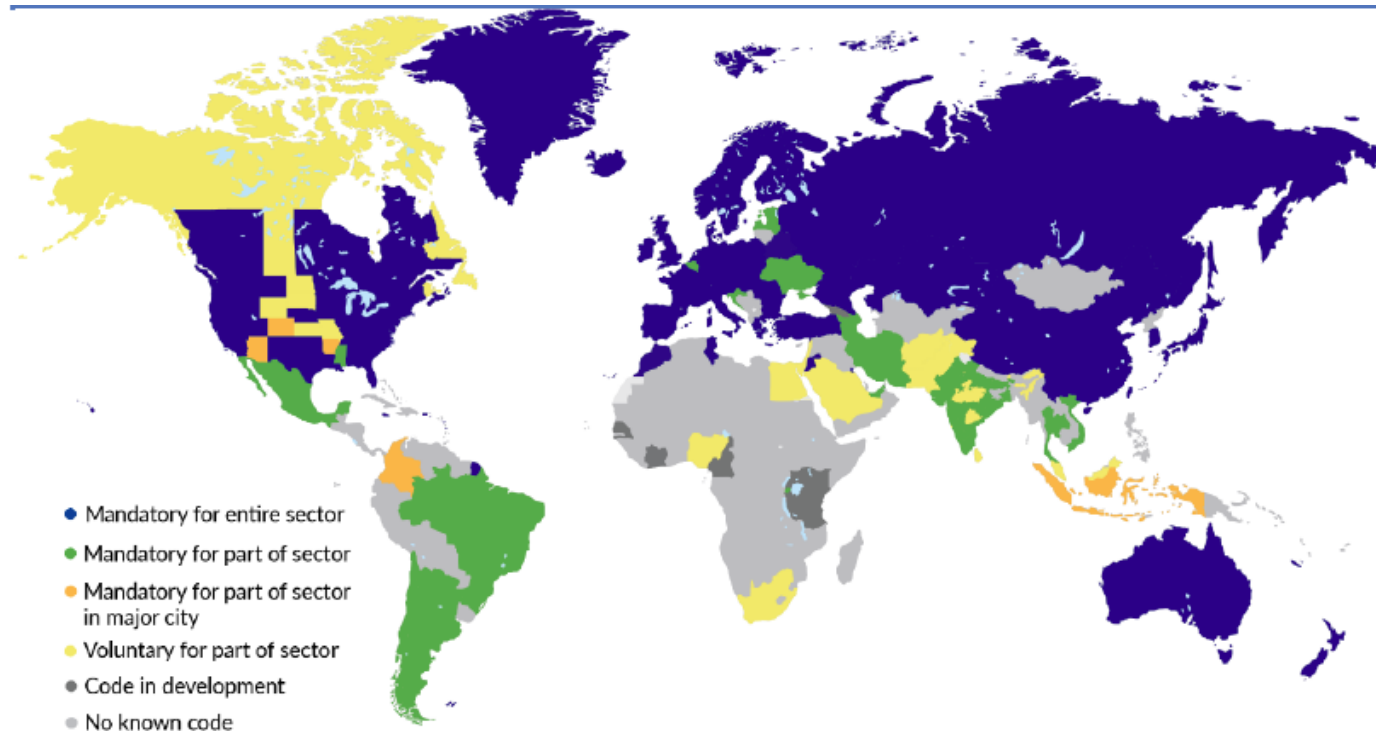 Mandatory for entire sector
Mandatory for part of sector
Mandatory for part of sector
in major city
Voluntary for part of sector
Code in development
No known code